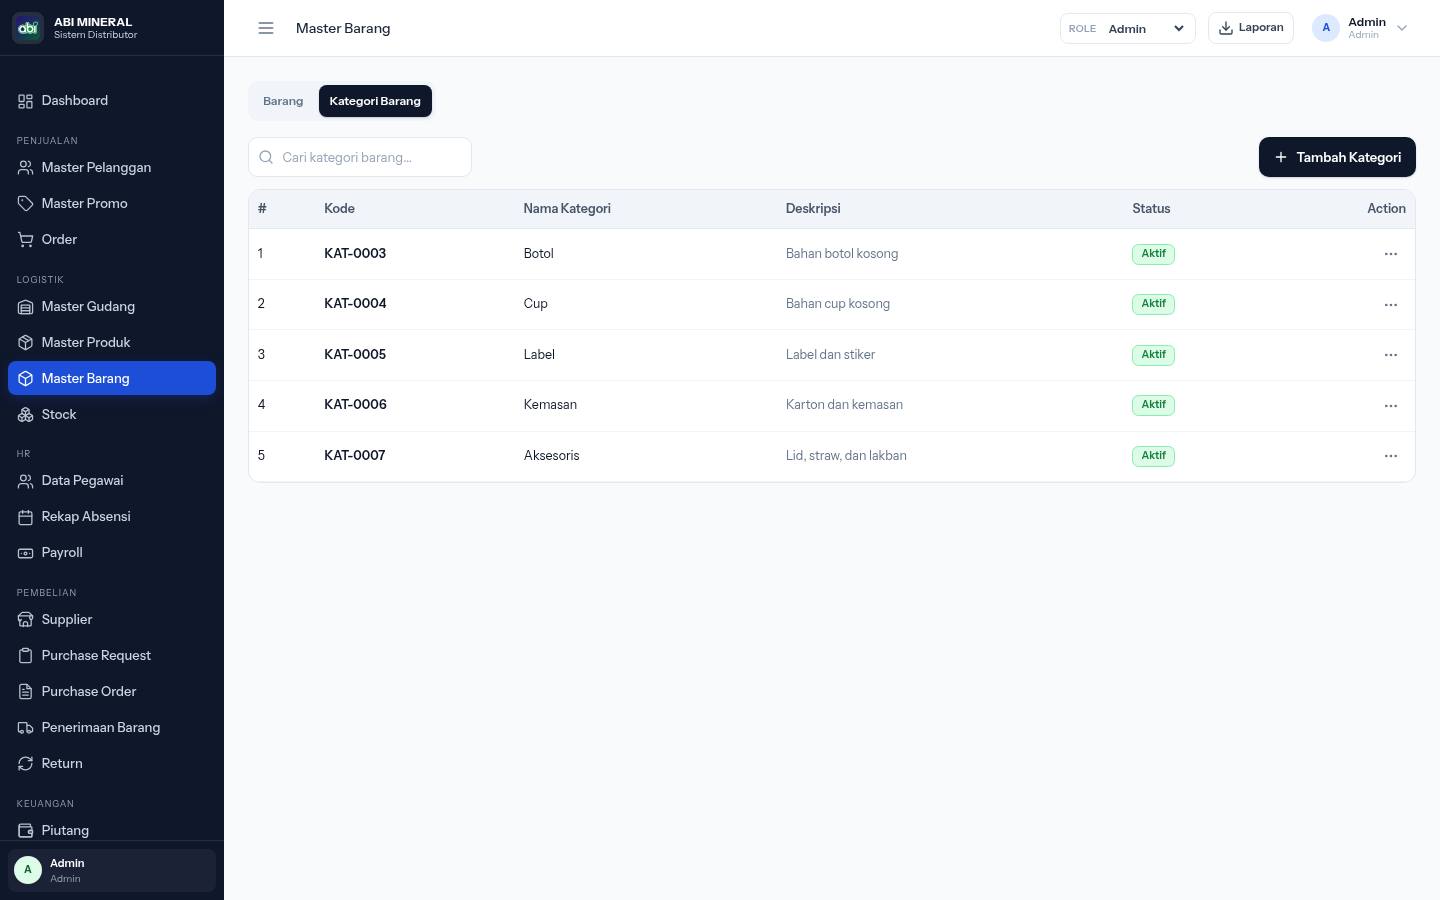 abi
ABI MINERAL
Sistem Distributor
Dashboard
PENJUALAN
Master Pelanggan
Master Promo
Order
LOGISTIK
Master Gudang
Master Produk
Master Barang
Stock
HR
Data Pegawai
Rekap Absensi
Payroll
PEMBELIAN
Supplier
Purchase Request
Purchase Order
Penerimaan Barang
Return
KEUANGAN
Piutang
A Admin
Admin
Master Barang
ROLE Admin
Laporan
A Admin
Admin
Barang Kategori Barang
Cari kategori barang...
+ Tambah Kategori
# Kode Nama Kategori Deskripsi Status Action
1 KAT-0003 Botol Bahan botol kosong Aktif ...
2 KAT-0004 Cup Bahan cup kosong Aktif ...
3 KAT-0005 Label Label dan stiker Aktif ...
4 KAT-0006 Kemasan Karton dan kemasan Aktif ...
5 KAT-0007 Aksesoris Lid, straw, dan lakban Aktif ...